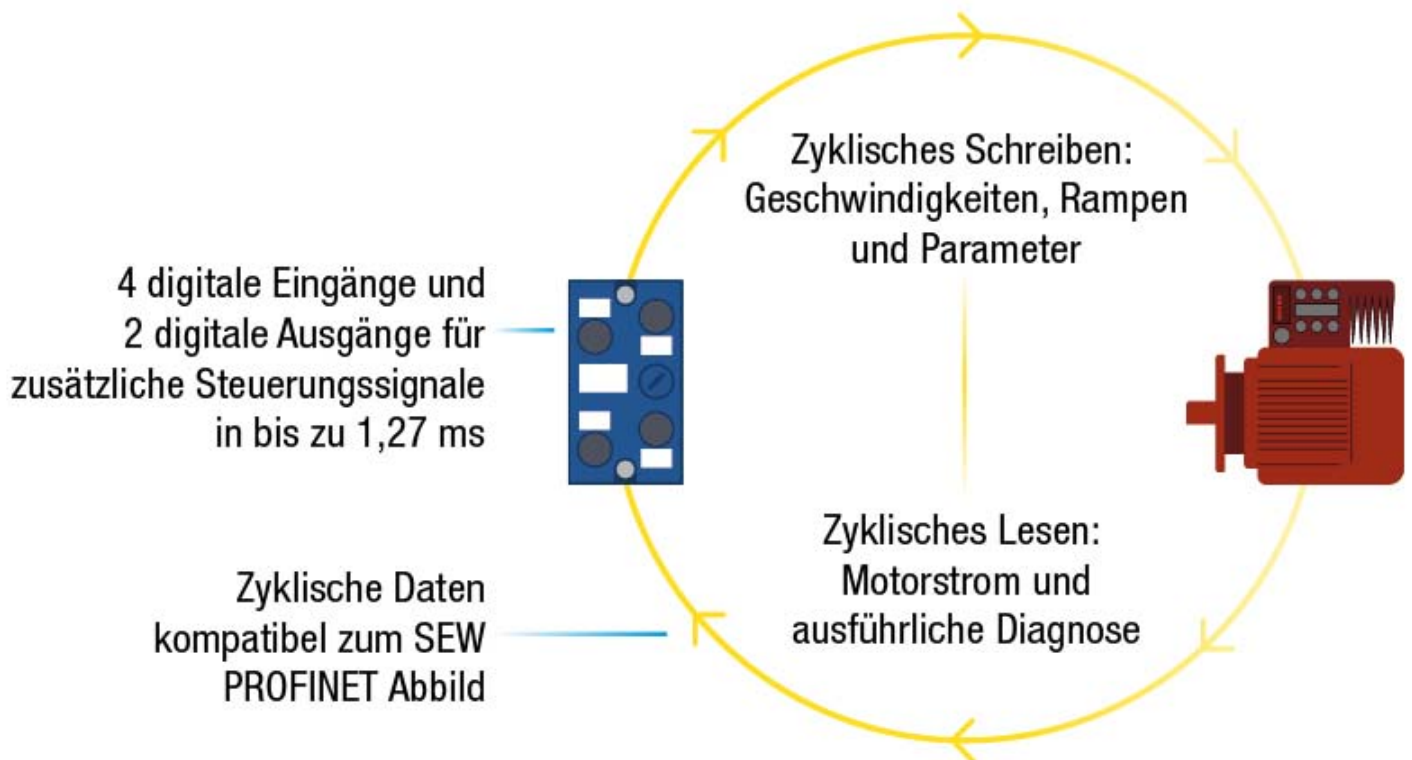 Zyklisches Schreiben:
Geschwindigkeiten, Rampen
und Parameter
4 digitale Eingänge und
2 digitale Ausgänge für
zusätzliche Steuerungssignale
in bis zu 1,27 ms
Zyklisches Lesen:
Motorstrom und
ausführliche Diagnose
Zyklische Daten
kompatibel zum SEW
PROFINET Abbild